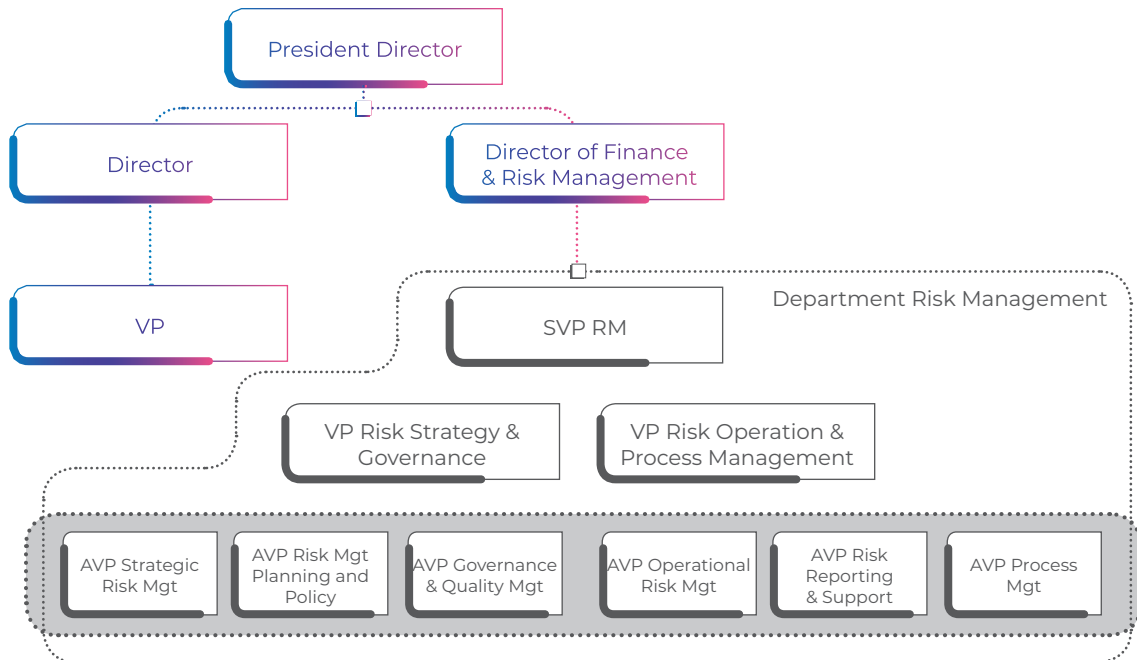 President Director
Director
Director of Finance
& Risk Management
VP
Department Risk Management
SVP RM
VP Risk Strategy &
Governance
VP Risk Operation &
Process Management
AVP Strategic
Risk Mgt
AVP Risk Mgt
Planning and
Policy
AVP Governance
& Quality Mgt
AVP Operational
Risk Mgt
AVP Risk
Reporting
& Support
AVP Process
Mgt